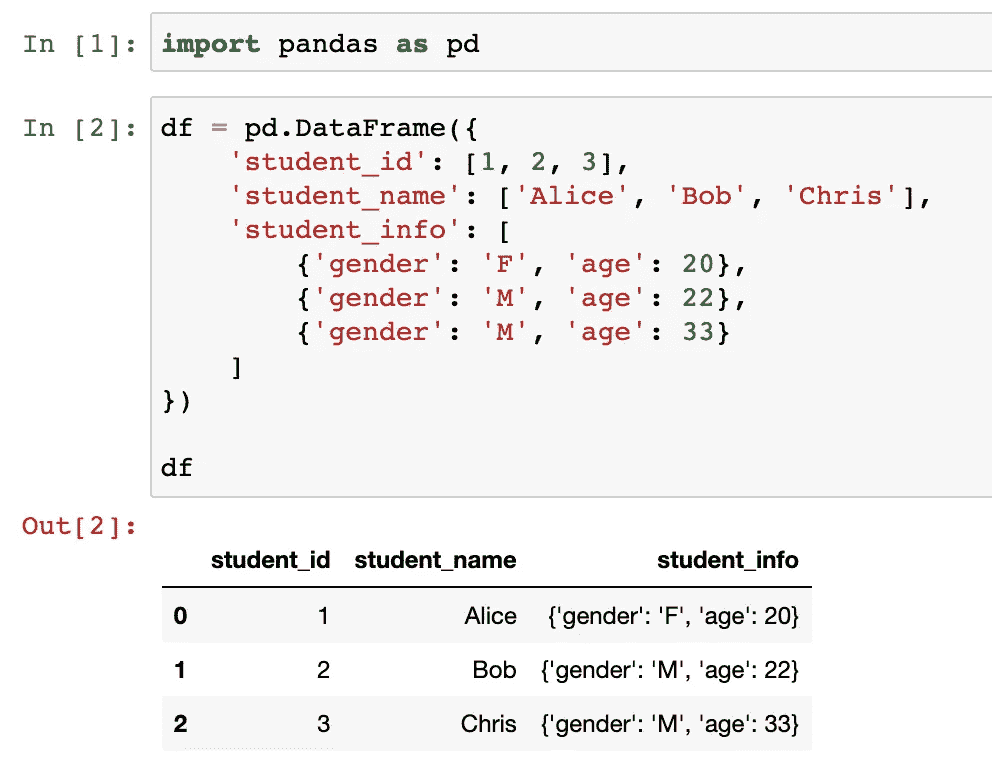 In [1]: import pandas as pd
In [2]: df = pd.DataFrame({
'student_id': [1, 2, 3],
'student_name': ['Alice', 'Bob', 'Chris'],
'student_info': [
{'gender': 'F', 'age': 20},
{'gender': 'M', 'age': 22},
{'gender': 'M', 'age': 33}
]
})
df
Out[2]:
student_id student_name student_info
0 1 Alice {'gender': 'F', 'age': 20}
1 2 Bob {'gender': 'M', 'age': 22}
2 3 Chris {'gender': 'M', 'age': 33}